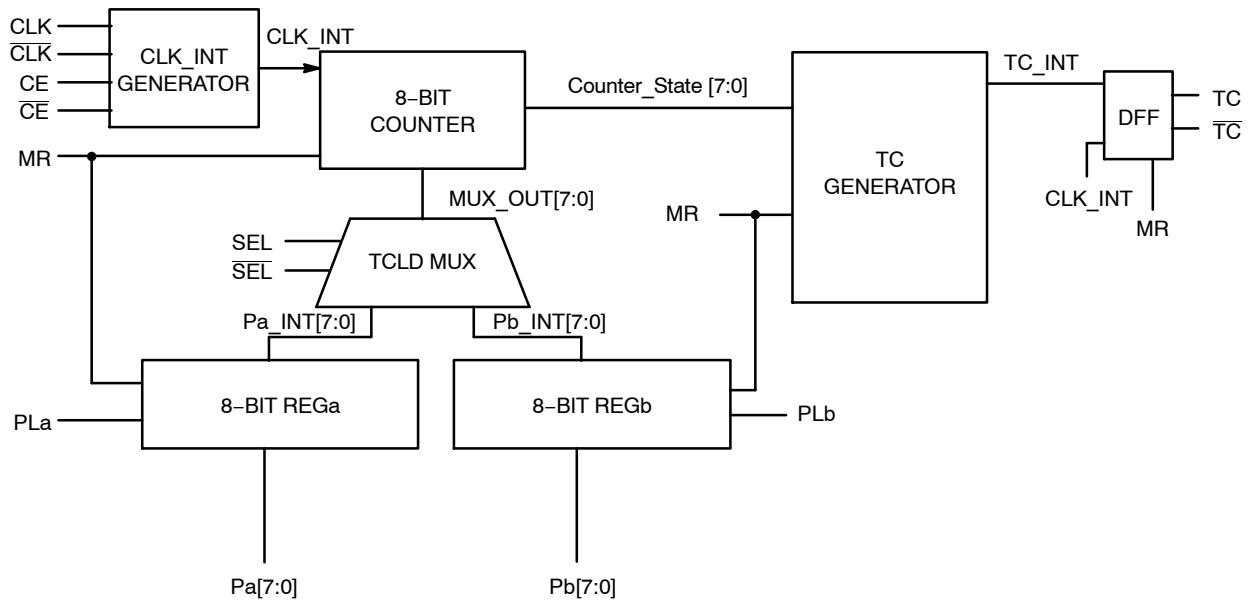 CLK
CLK
CE
CE
CLK_INT
GENERATOR
CLK_INT
8−BIT
COUNTER
Counter_State [7:0]
TC
GENERATOR
TC_INT
DFF
TC
TC
CLK_INT
MR
MR
MUX_OUT[7:0]
MR
SEL
SEL
TCLD MUX
Pa_INT[7:0]
Pb_INT[7:0]
8−BIT REGa
8−BIT REGb
PLa
PLb
Pa[7:0]
Pb[7:0]